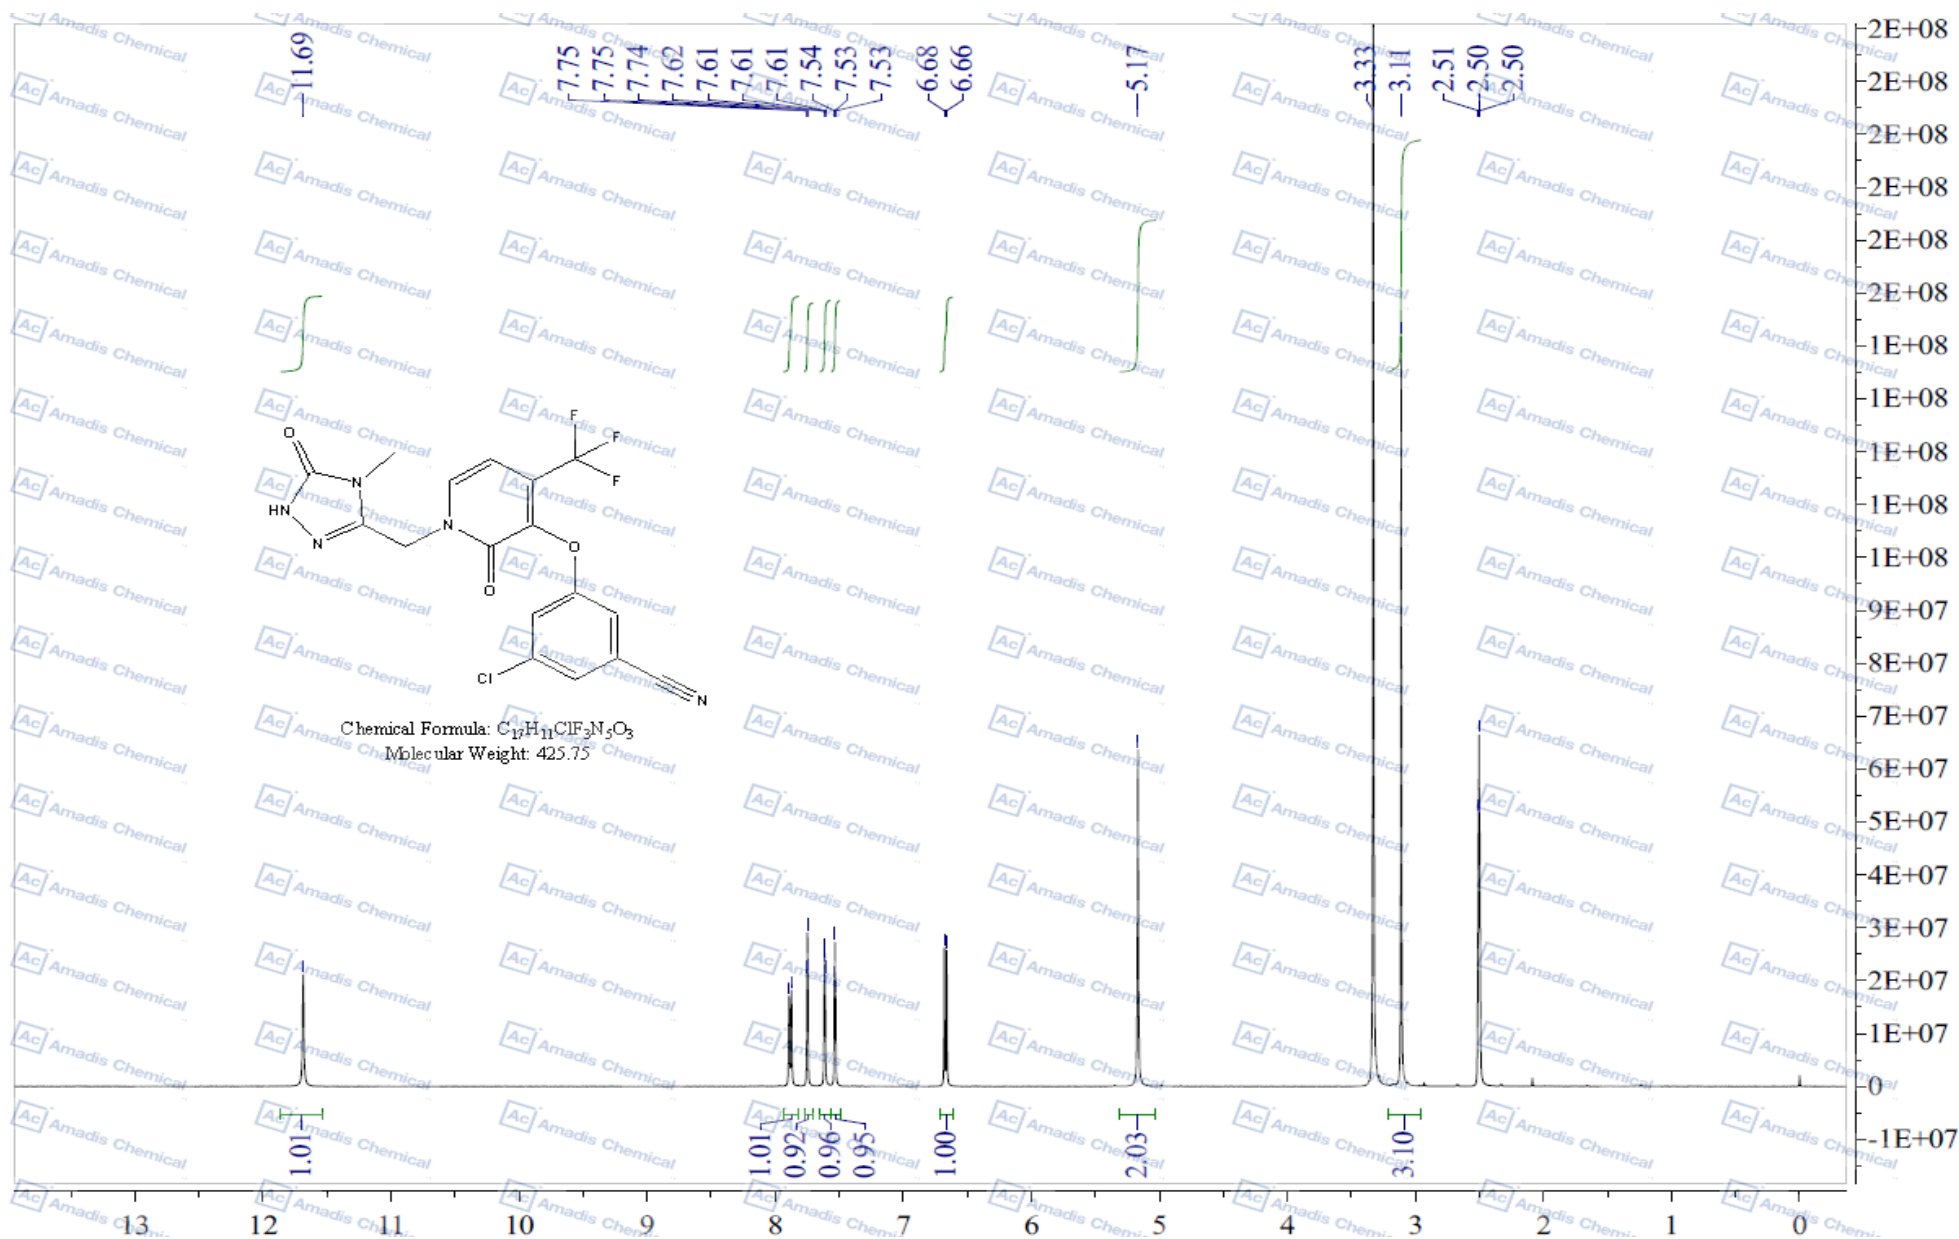 11.69
7.75
7.75
7.74
7.62
7.61
7.61
7.61
7.54
7.53
7.53
6.68
6.66
5.17
3.33
3.11
2.51
2.50
2.50
2E+08
2E+08
2E+08
2E+08
2E+08
2E+08
1E+08
1E+08
1E+08
1E+08
1E+08
9E+07
8E+07
7E+07
6E+07
5E+07
4E+07
3E+07
2E+07
1E+07
0
-1E+07
O
N
HN
N
F
F
F
N
O
O
Cl
N
Chemical Formula: C17H11ClF3N5O3
Molecular Weight: 425.75
1.01
1.01
0.92
0.96
0.95
1.00
2.03
3.10
13 12 11 10 9 8 7 6 5 4 3 2 1 0
Ac Amadis Chemical